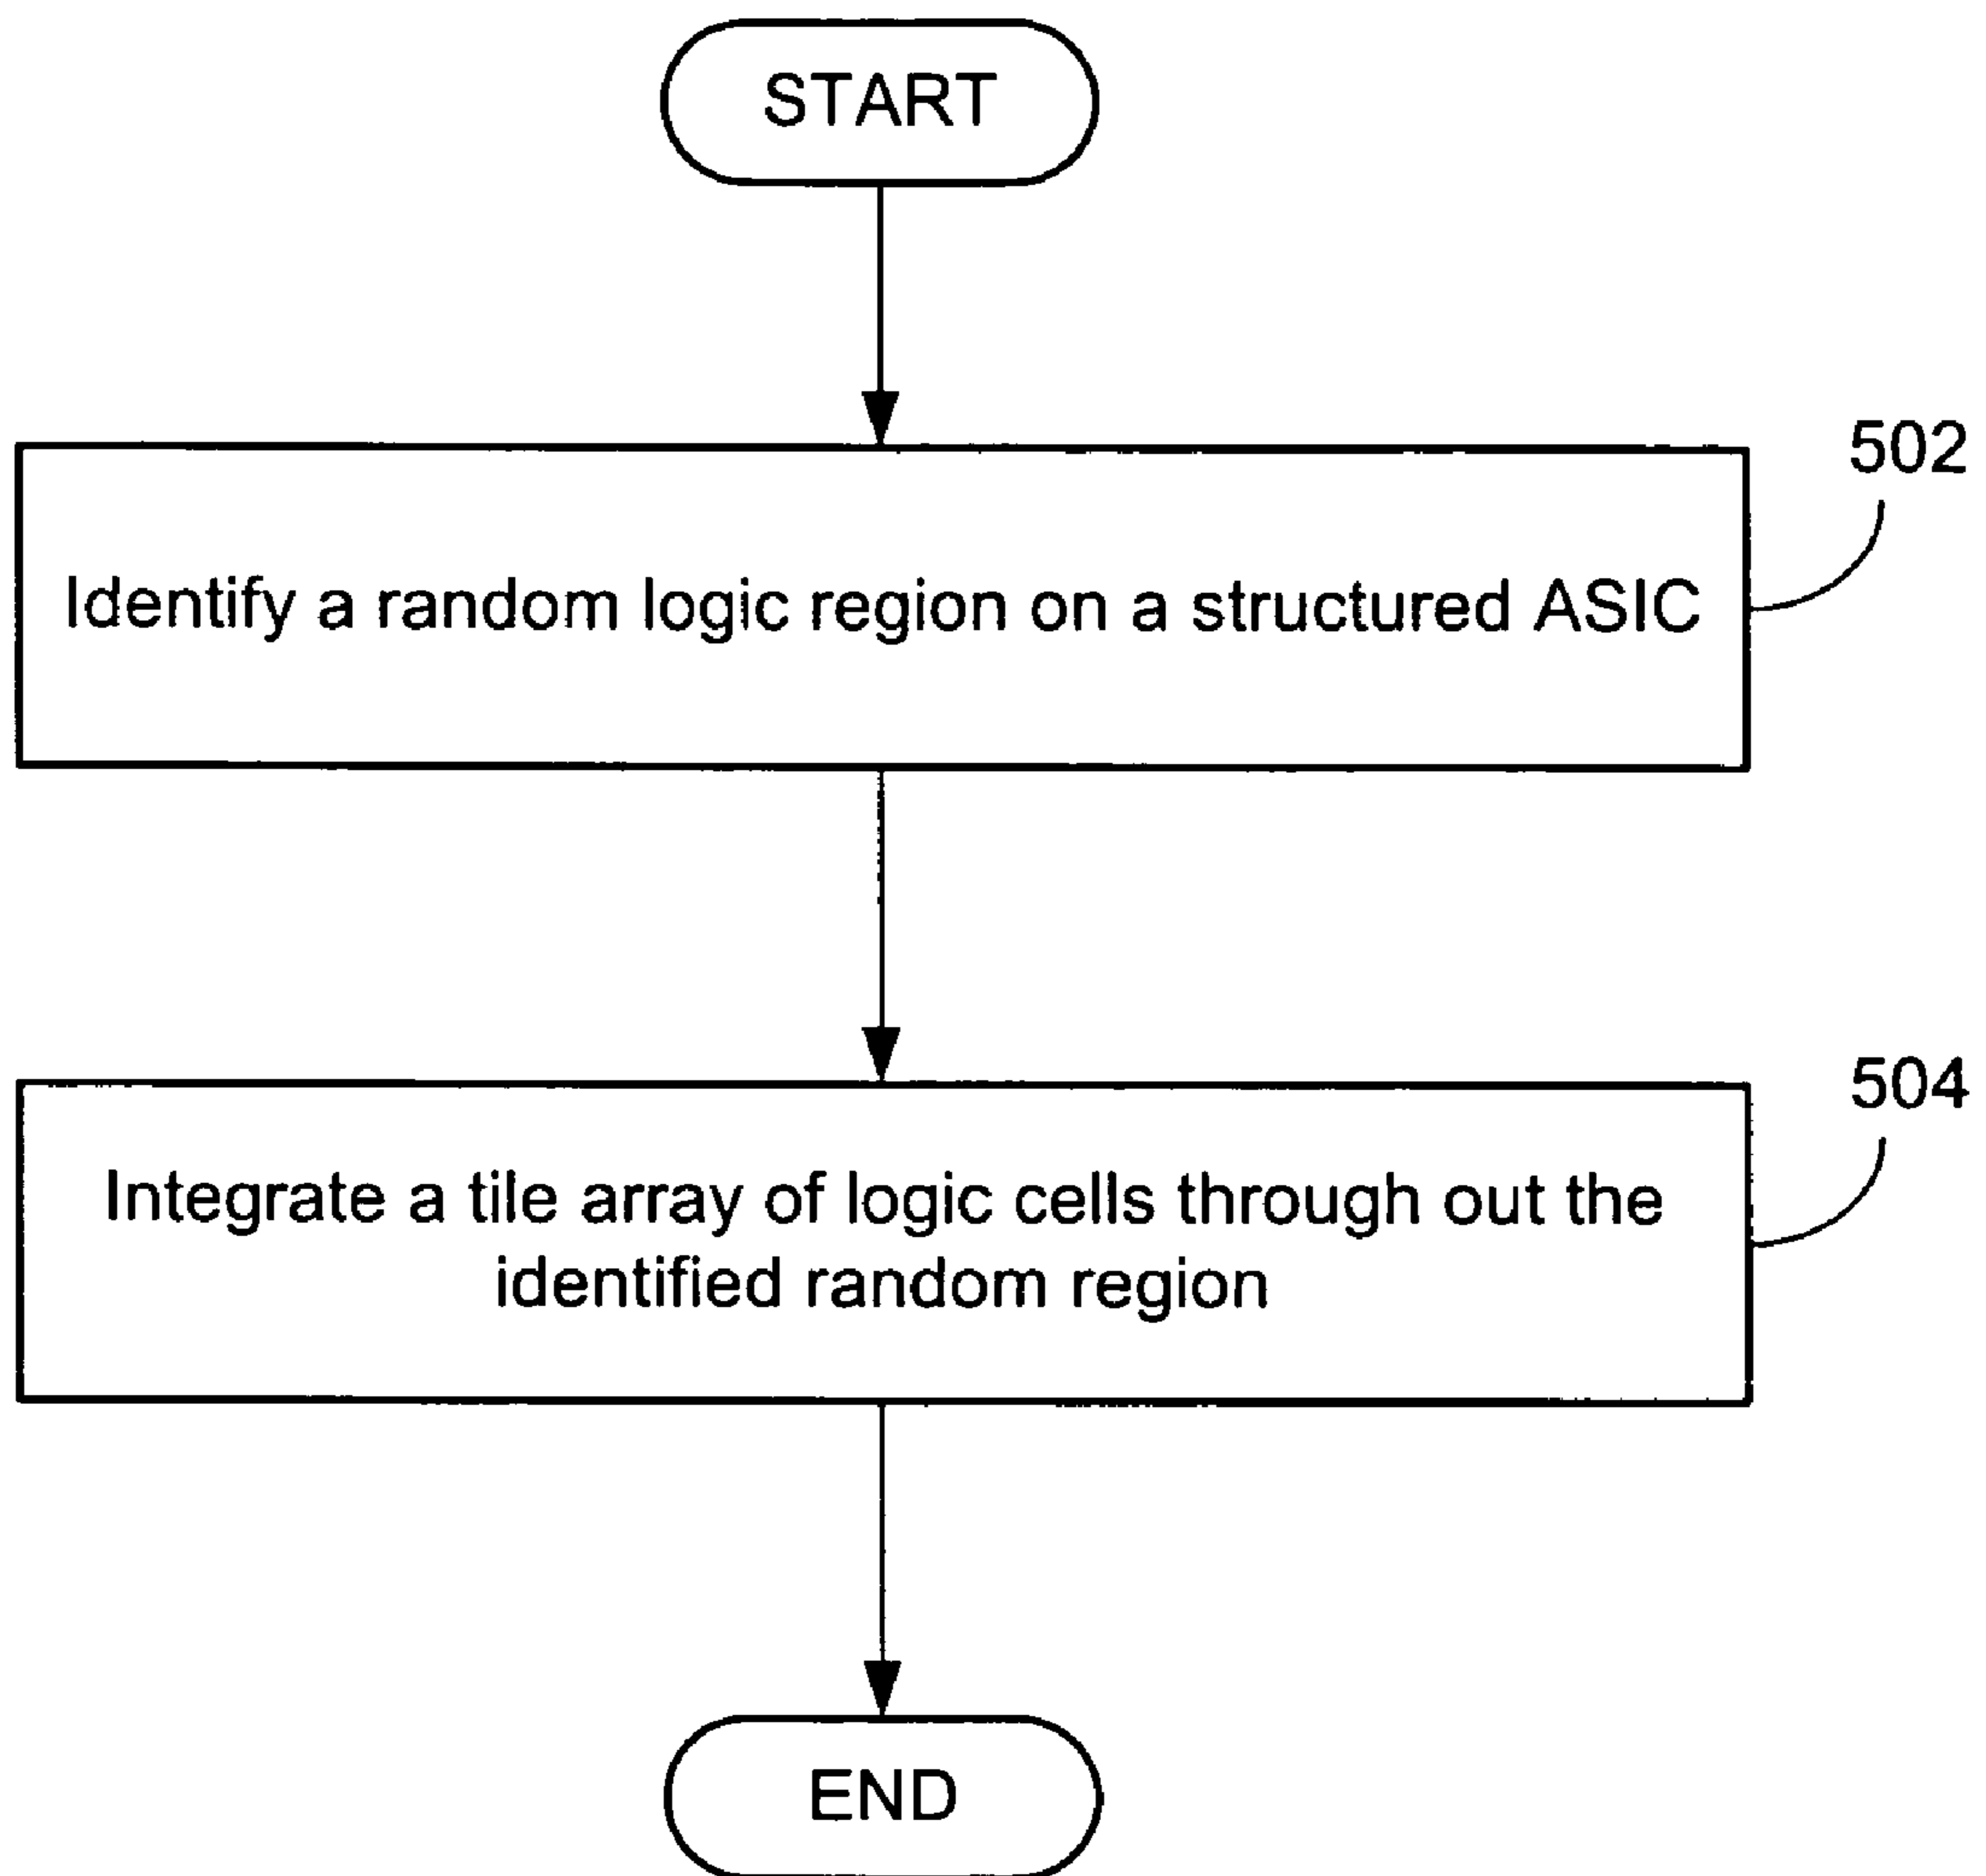 START
502
Identify a random logic region on a structured ASIC
504
Integrate a tile array of logic cells through out the
identified random region
END